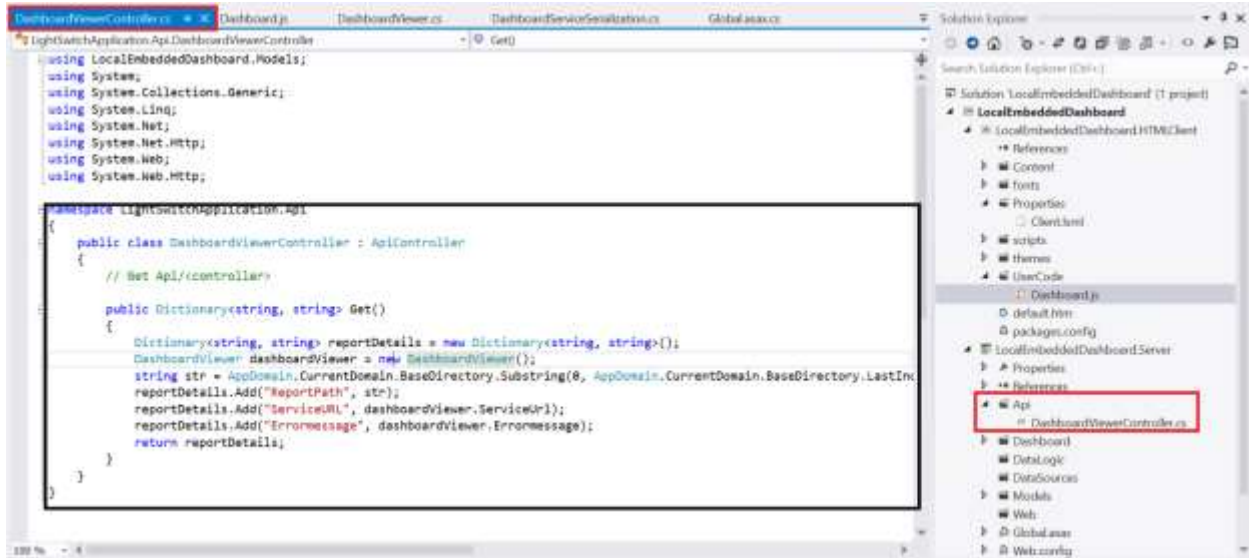 DashboardViewerController.cs
Dashboard.js
DashboardViewer.cs
DashboardServiceSerialization.cs
Global.asax.cs
LightSwitchApplication.Api.DashboardViewerController
Get()
using LocalEmbeddedDashboard.Models;
using System;
using System.Collections.Generic;
using System.Linq;
using System.Net;
using System.Net.Http;
using System.Web;
using System.Web.Http;
namespace LightSwitchApplication.Api
{
public class DashboardViewerController : ApiController
{
// Get Api/<controller>
public Dictionary<string, string> Get()
{
Dictionary<string, string> reportDetails = new Dictionary<string, string>();
DashboardViewer dashboardViewer = new DashboardViewer();
string str = AppDomain.CurrentDomain.BaseDirectory.Substring(0, AppDomain.CurrentDomain.BaseDirectory.LastInd
reportDetails.Add("ReportPath", str);
reportDetails.Add("ServiceURL", dashboardViewer.ServiceUrl);
reportDetails.Add("Errormessage", dashboardViewer.Errormessage);
return reportDetails;
}
}
}
100 %
Solution Explorer
Search Solution Explorer (Ctrl+;)
Solution 'LocalEmbeddedDashboard' (1 project)
LocalEmbeddedDashboard
LocalEmbeddedDashboard.HTMLClient
References
Content
fonts
Properties
Client.lsml
scripts
themes
UserCode
Dashboard.js
default.htm
packages.config
LocalEmbeddedDashboard.Server
Properties
References
Api
DashboardViewerController.cs
Dashboard
DataLogic
DataSources
Models
Web
Global.asax
Web.config